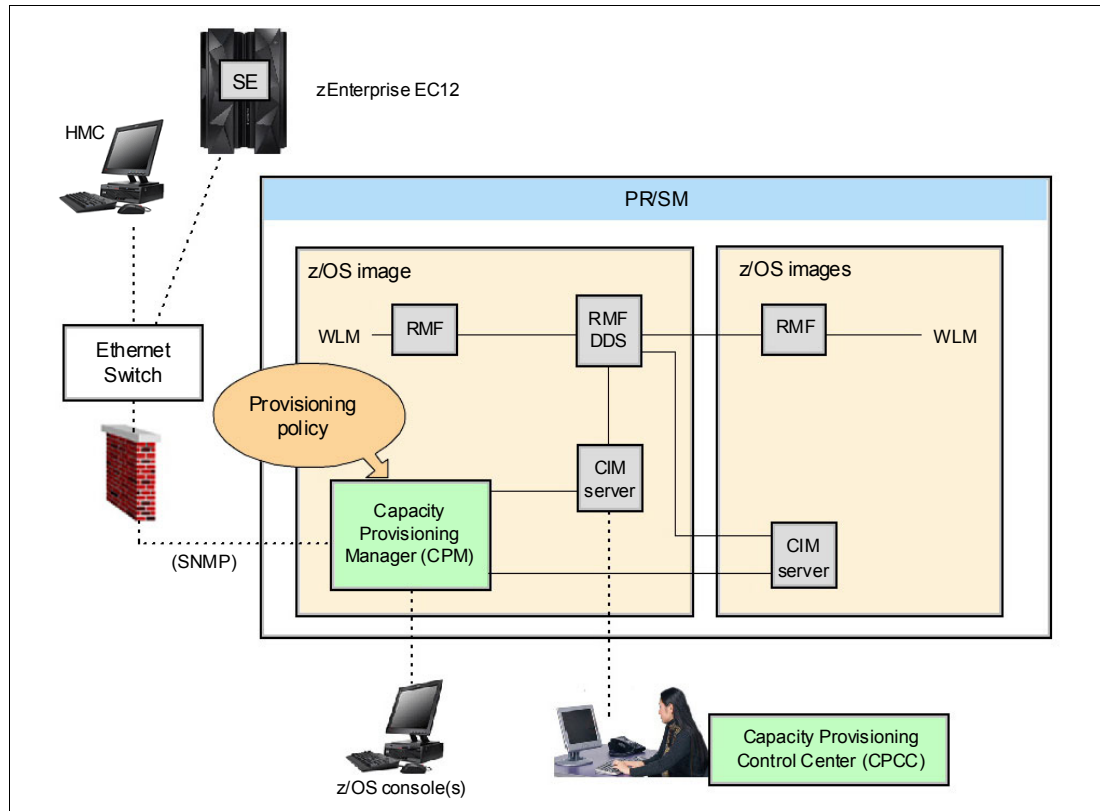 SE
zEnterprise EC12
HMC
PR/SM
z/OS image
z/OS images
WLM
RMF
RMF
DDS
RMF
WLM
Ethernet
Switch
Provisioning
policy
CIM
server
Capacity
Provisioning
Manager (CPM)
(SNMP)
CIM
server
z/OS console(s)
Capacity Provisioning
Control Center (CPCC)